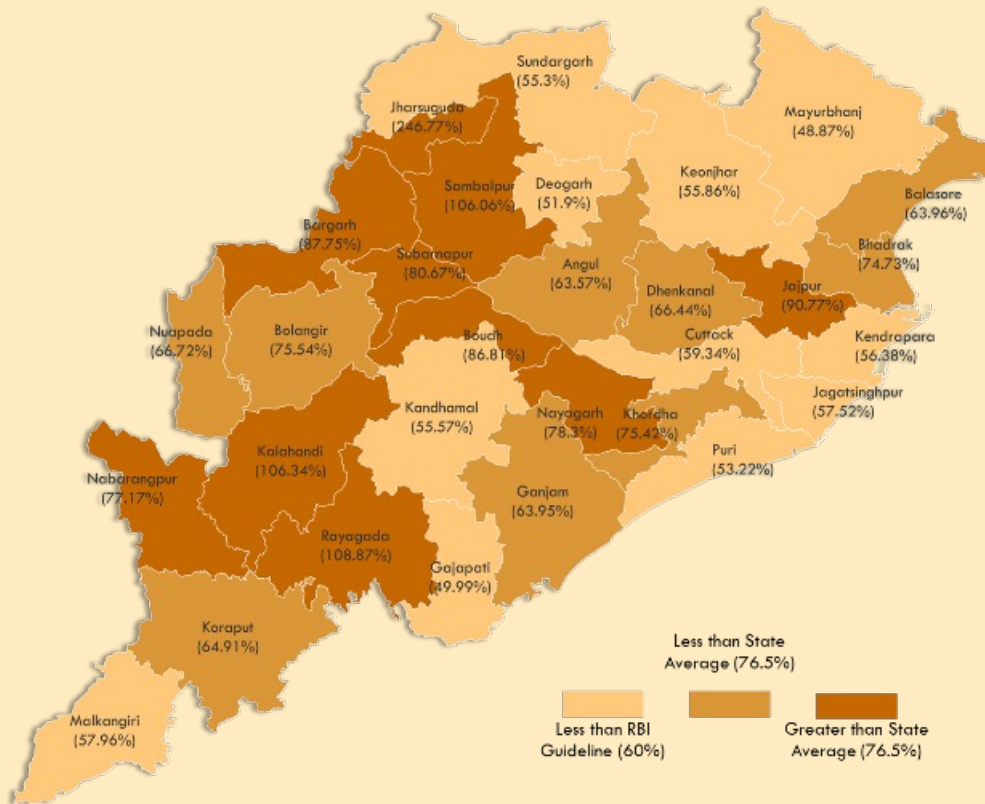 Sundargarh
(55.3%)
Jharsuguda
(246.77%)
Mayurbhanj
(48.87%)
Keonjhar
(55.86%)
Sambalpur
(106.06%)
Deogarh
(51.9%)
Balasore
(63.96%)
Bargarh
(87.75%)
Subarnapur
(80.67%)
Angul
(63.57%)
Dhenkanal
(66.44%)
Jajpur
(90.77%)
Bhadrak
(74.73%)
Nuapada
(66.72%)
Bolangir
(75.54%)
Boudh
(86.81%)
Cuttack
(59.34%)
Kendrapara
(56.38%)
Jagatsinghpur
(57.52%)
Kandhamal
(55.57%)
Nayagarh
(78.3%)
Khordha
(75.42%)
Puri
(53.22%)
Nabarangpur
(77.17%)
Kalahandi
(106.34%)
Ganjam
(63.95%)
Rayagada
(108.87%)
Gajapati
(49.99%)
Koraput
(64.91%)
Malkangiri
(57.96%)
Less than State
Average (76.5%)
Less than RBI
Guideline (60%)
Greater than State
Average (76.5%)